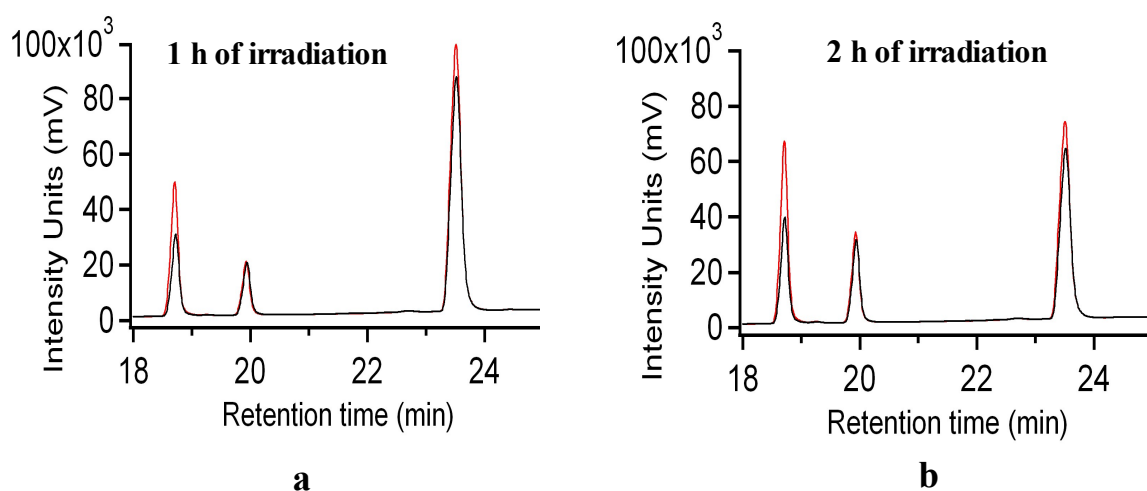 100x10³
1 h of irradiation
80
60
40
20
0
Intensity Units (mV)
18 20 22 24
Retention time (min)
a
100x10³
2 h of irradiation
80
60
40
20
0
Intensity Units (mV)
18 20 22 24
Retention time (min)
b